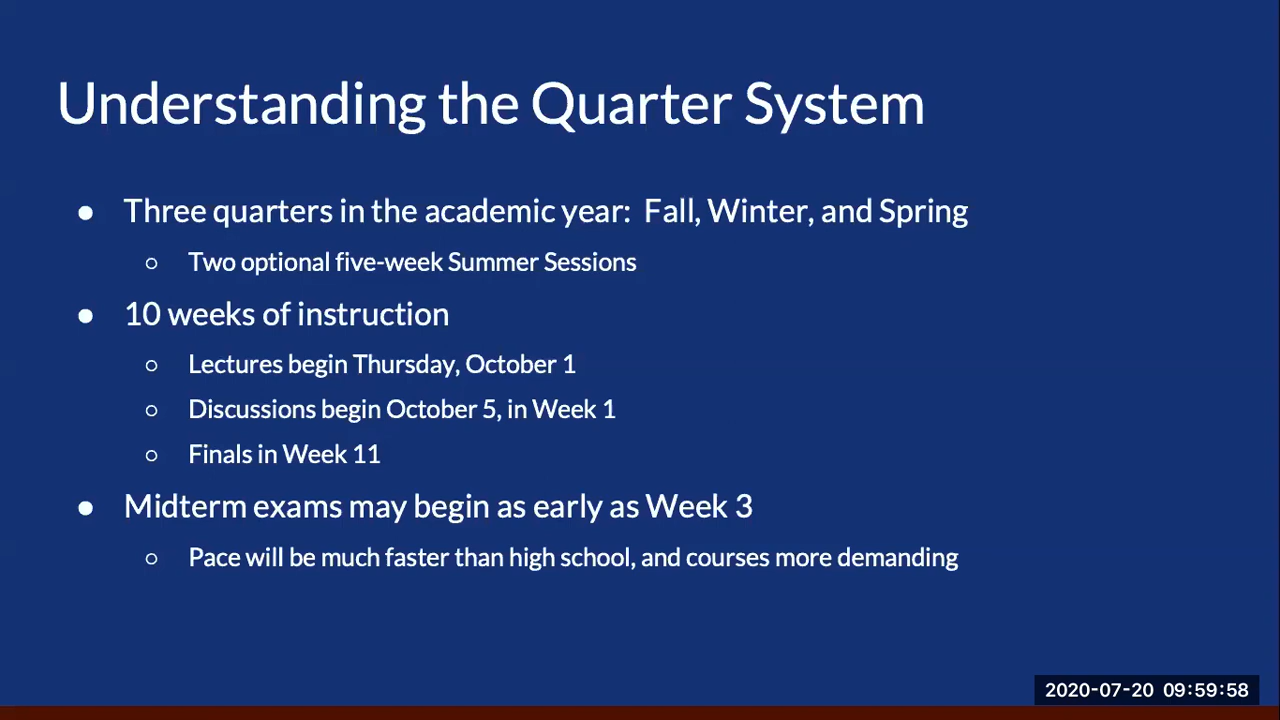 Understanding the Quarter System
● Three quarters in the academic year:  Fall, Winter, and Spring
○ Two optional five-week Summer Sessions
● 10 weeks of instruction
○ Lectures begin Thursday, October 1
○ Discussions begin October 5, in Week 1
○ Finals in Week 11
● Midterm exams may begin as early as Week 3
○ Pace will be much faster than high school, and courses more demanding
2020-07-20 09:59:58